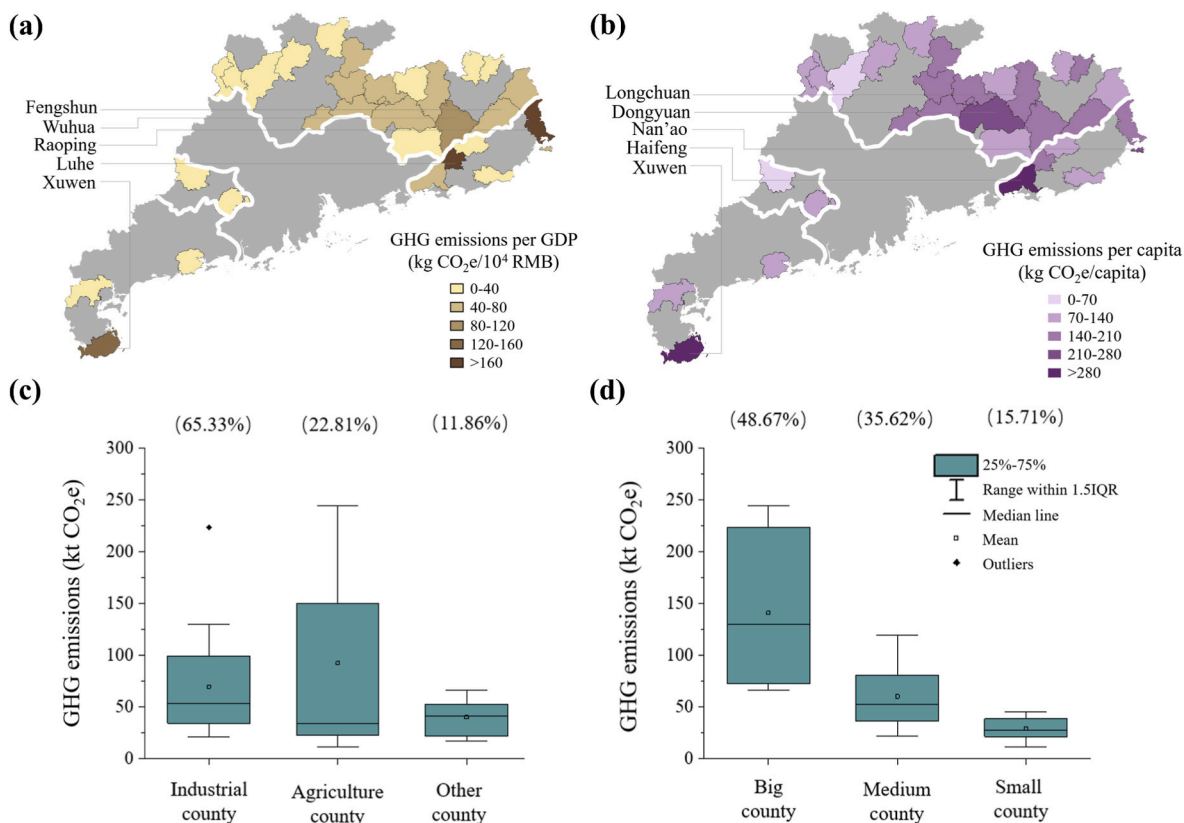 (a)
Fengshun
Wuhua
Raoping
Luhe
Xuwen
GHG emissions per GDP
(kg CO₂e/10⁴ RMB)
0-40
40-80
80-120
120-160
>160
(b)
Longchuan
Dongyuan
Nan'ao
Haifeng
Xuwen
GHG emissions per capita
(kg CO₂e/capita)
0-70
70-140
140-210
210-280
>280
(c)
(65.33%) (22.81%) (11.86%)
GHG emissions (kt CO₂e)
300
250
200
150
100
50
0
Industrial county
Agriculture county
Other county
(d)
(48.67%) (35.62%) (15.71%)
GHG emissions (kt CO₂e)
300
250
200
150
100
50
0
25%-75%
Range within 1.5IQR
Median line
Mean
Outliers
Big county
Medium county
Small county